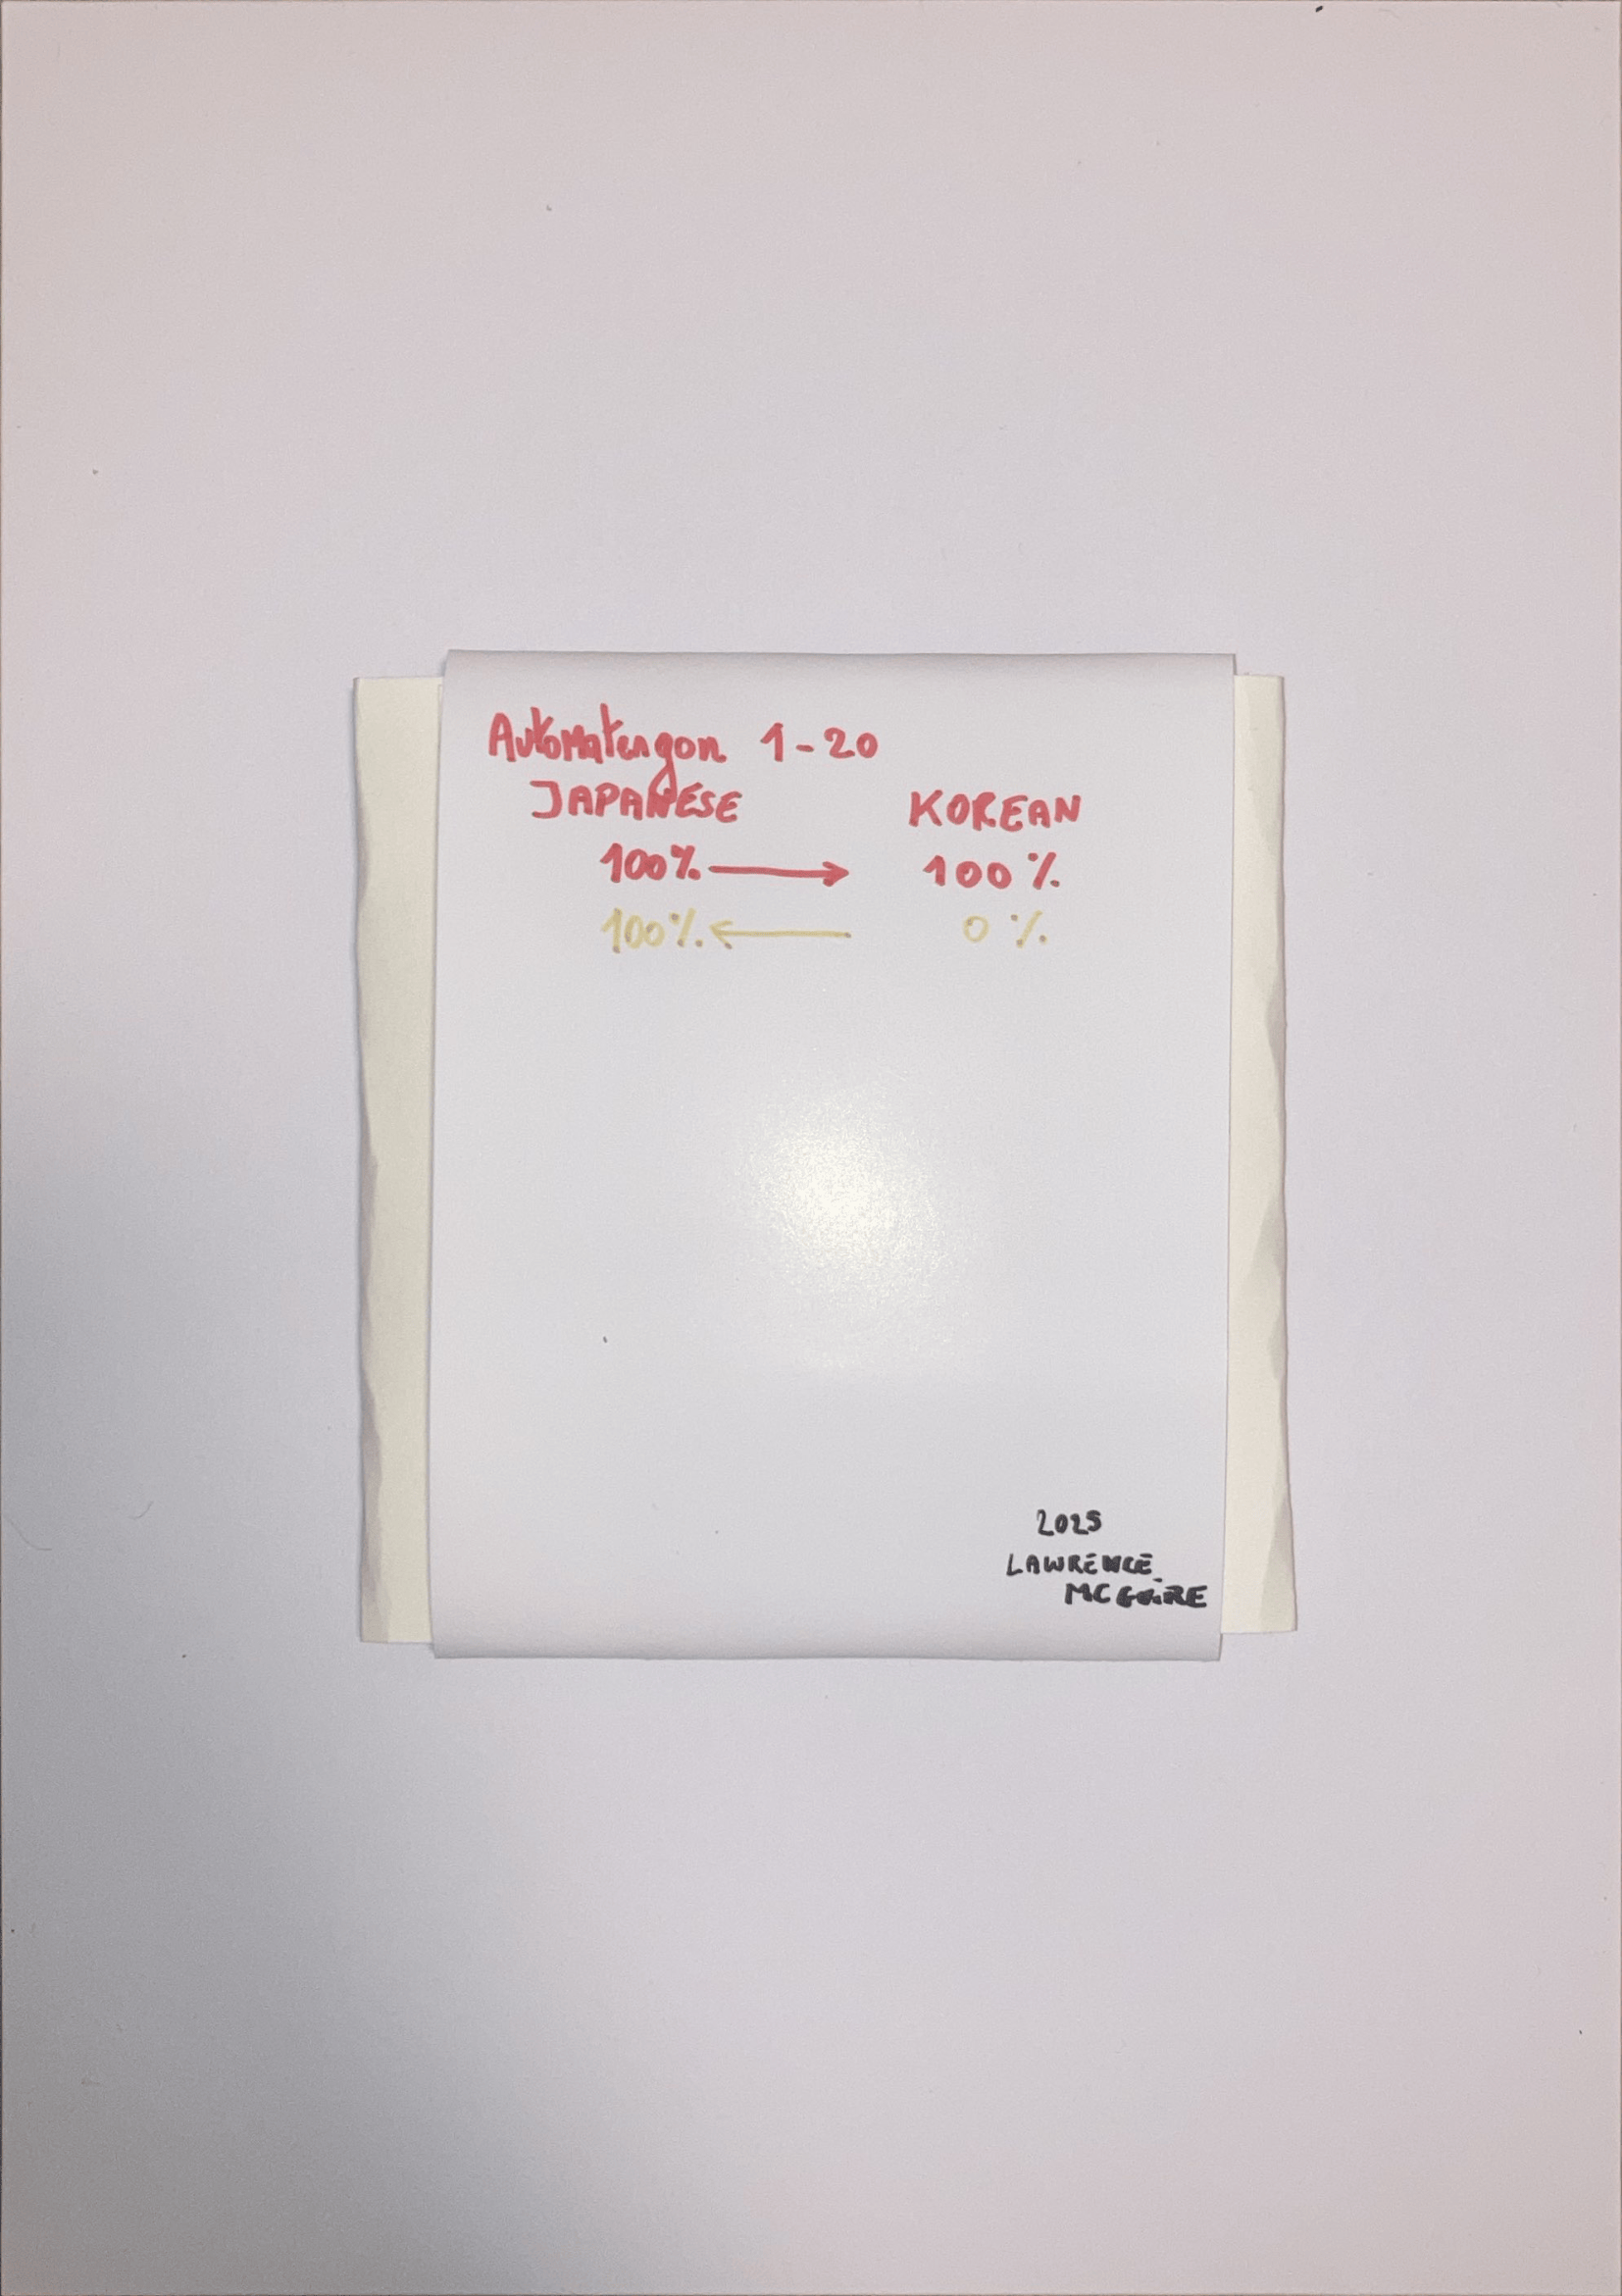 Automatengon 1-20
JAPANESE KOREAN
100% → 100%
100% ← 0%
2025
LAWRENCE
MCGUIRE